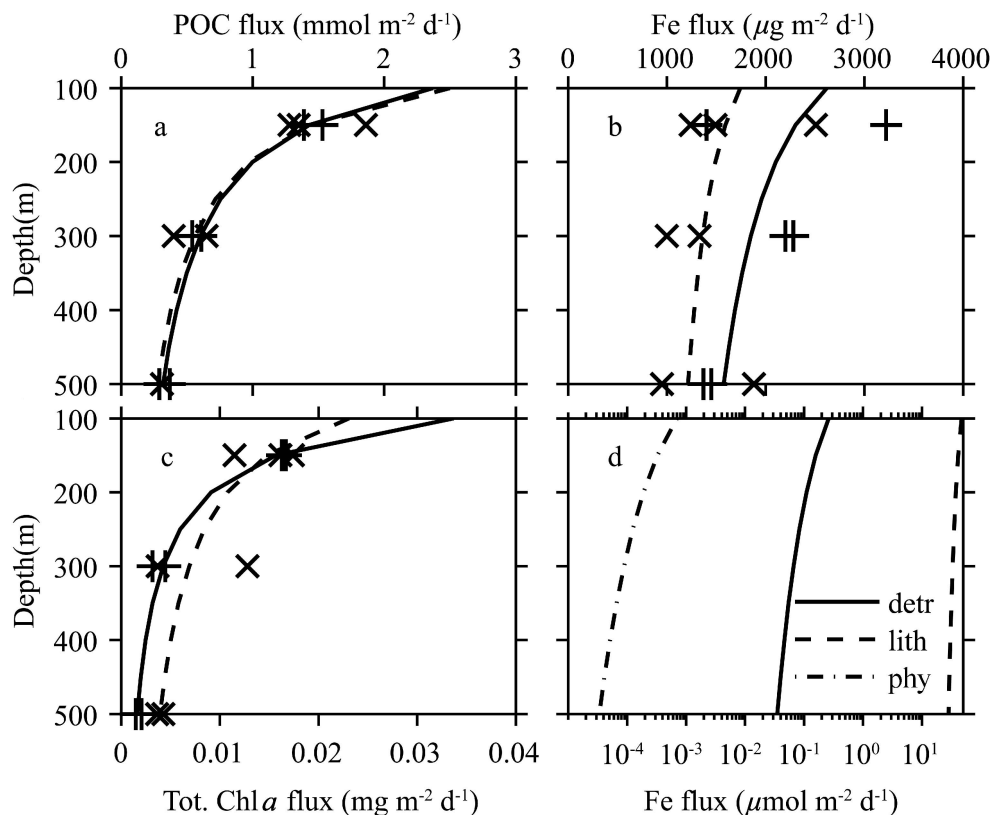 POC flux (mmol m⁻² d⁻¹)
0 1 2 3
Fe flux (µg m⁻² d⁻¹)
0 1000 2000 3000 4000
Depth(m)
100
200
300
400
500
a
b
Depth(m)
100
200
300
400
500
c
d
detr
lith
phy
0 0.01 0.02 0.03 0.04
Tot. Chl a flux (mg m⁻² d⁻¹)
10⁻⁴ 10⁻³ 10⁻² 10⁻¹ 10⁰ 10¹
Fe flux (µmol m⁻² d⁻¹)